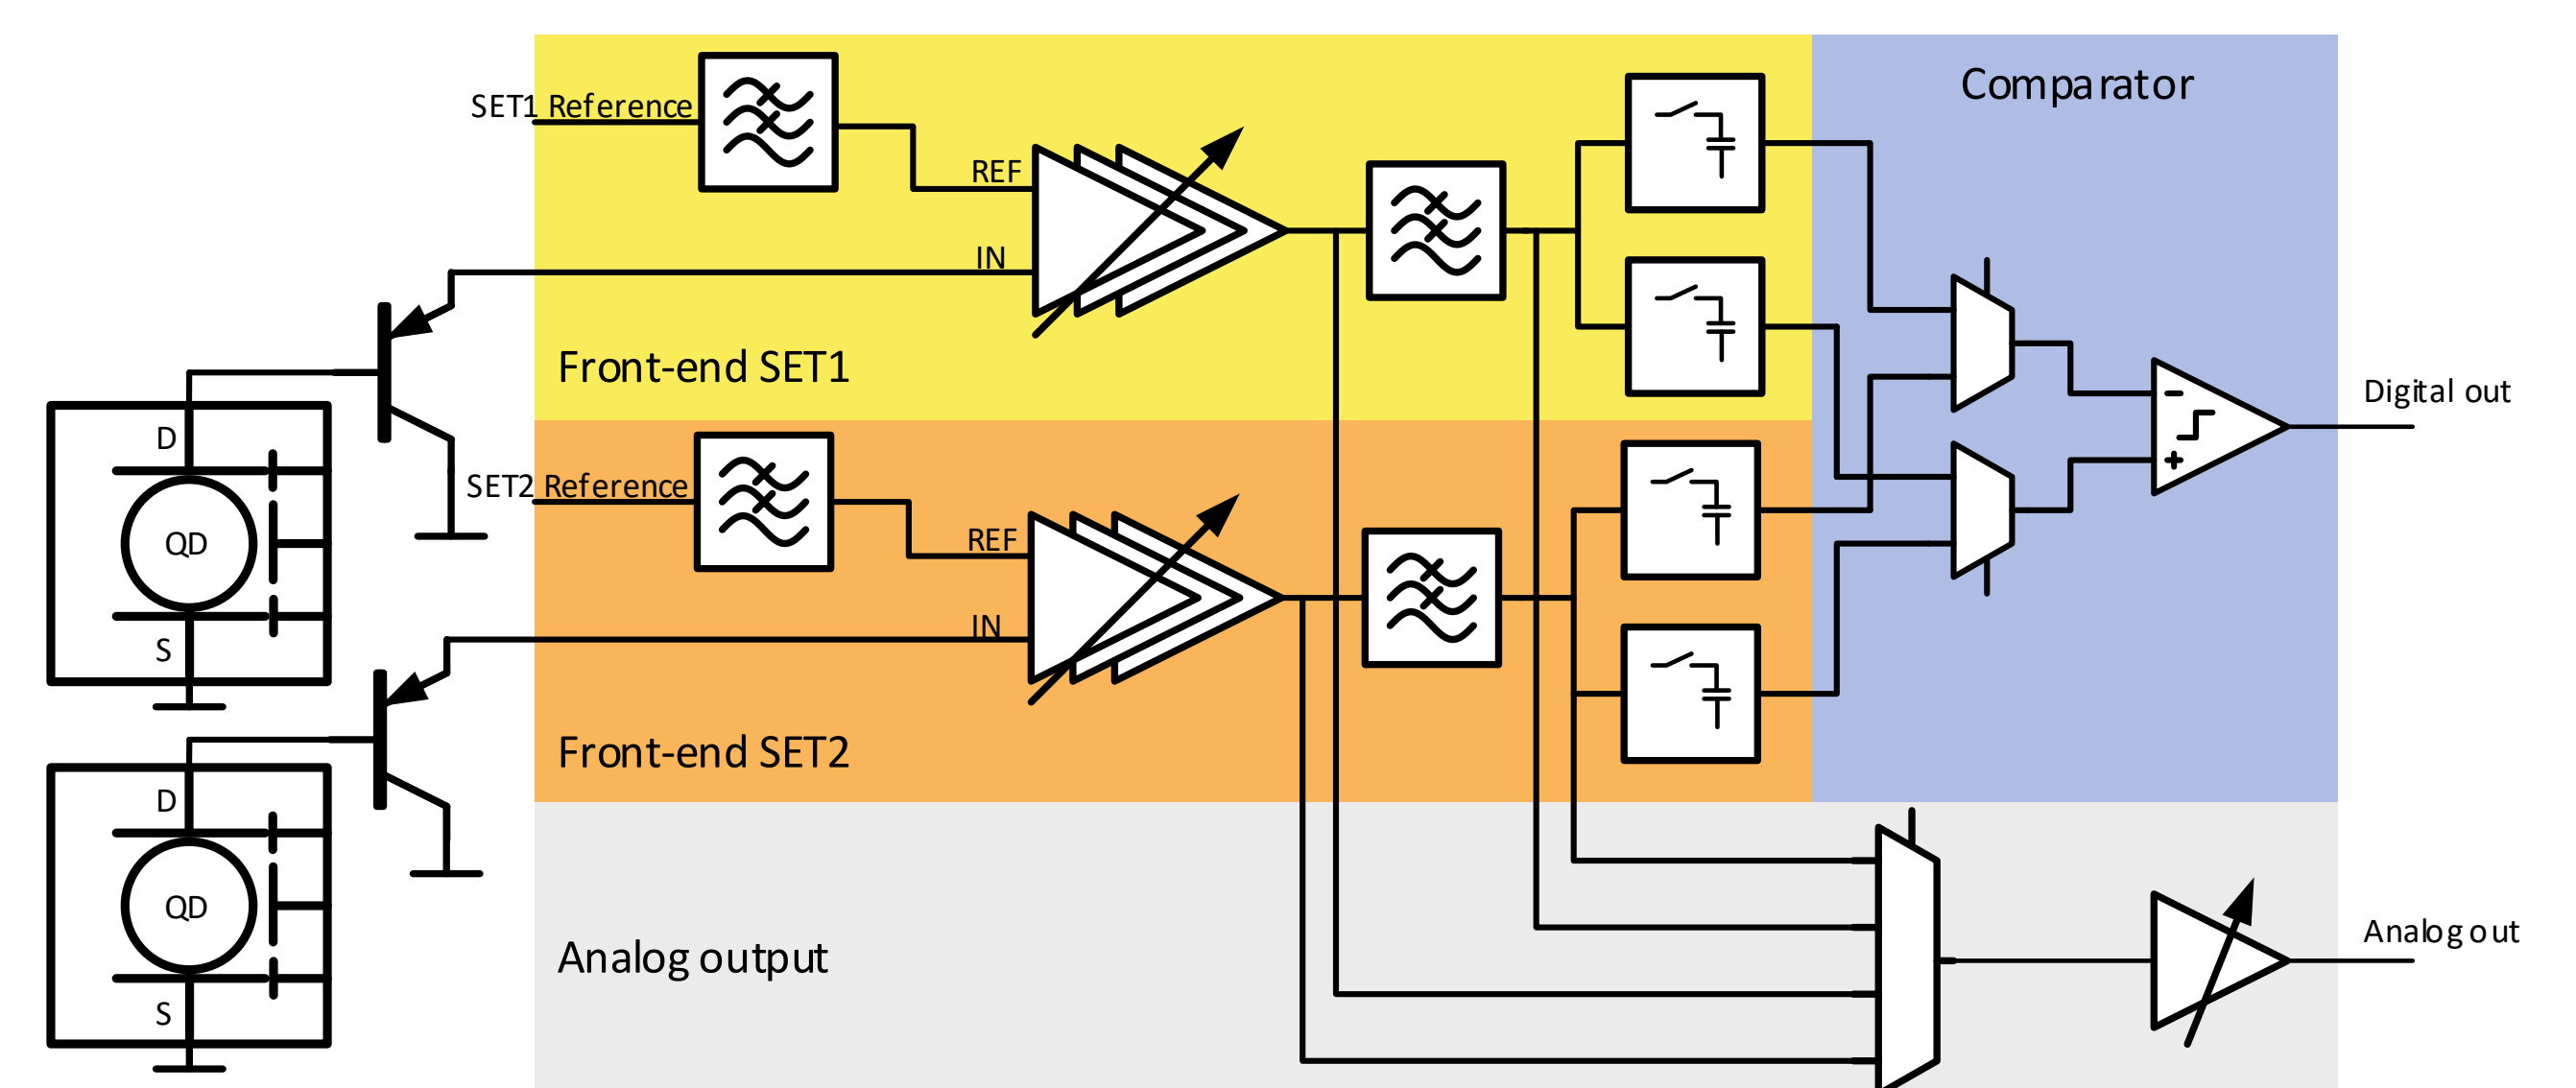 Comparator
SET1 Reference
REF
IN
Front-end SET1
Digital out
D
QD
S
SET2 Reference
REF
IN
Front-end SET2
D
QD
S
Analog output
Analog out